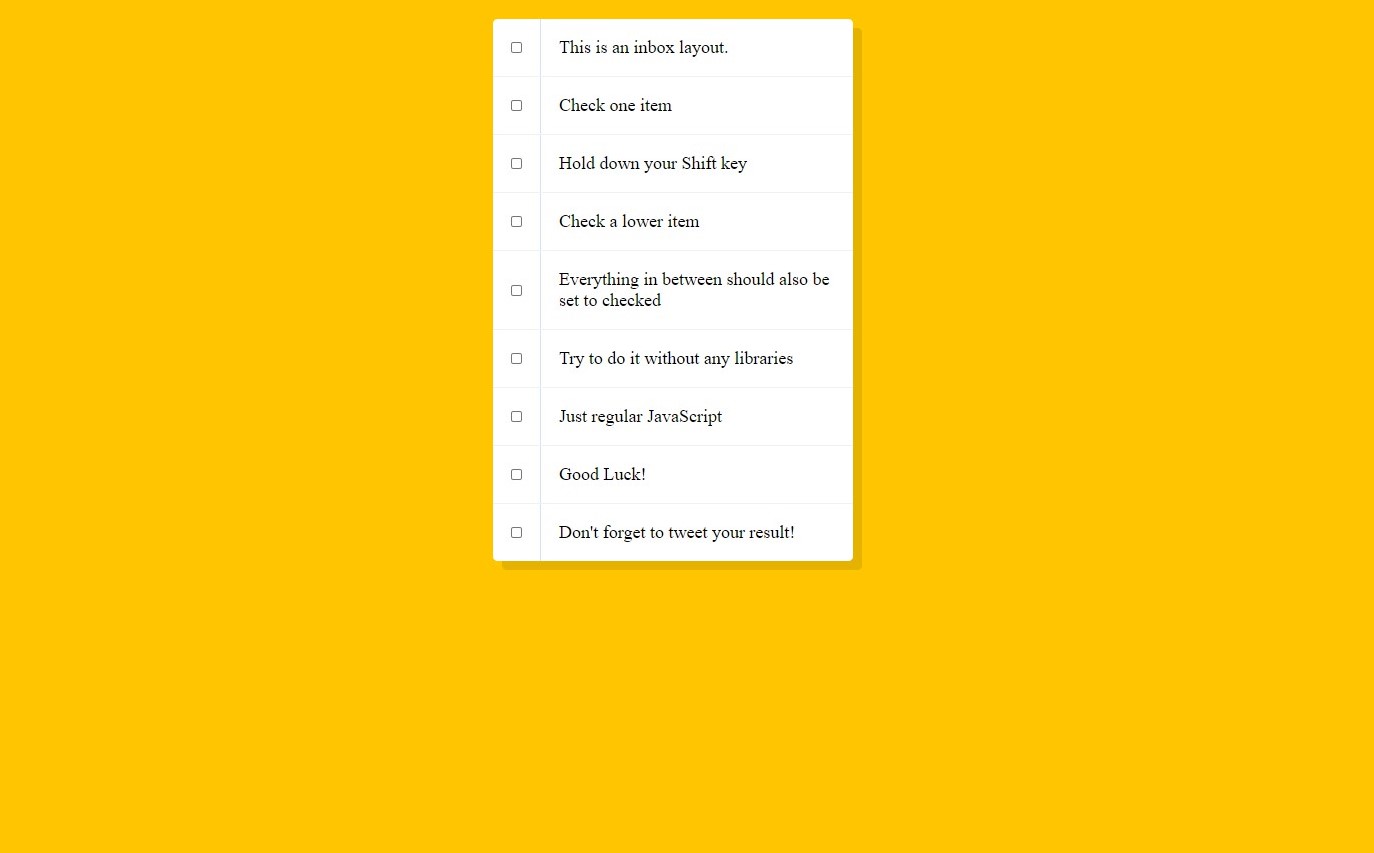 This is an inbox layout.
Check one item
Hold down your Shift key
Check a lower item
Everything in between should also be
set to checked
Try to do it without any libraries
Just regular JavaScript
Good Luck!
Don't forget to tweet your result!